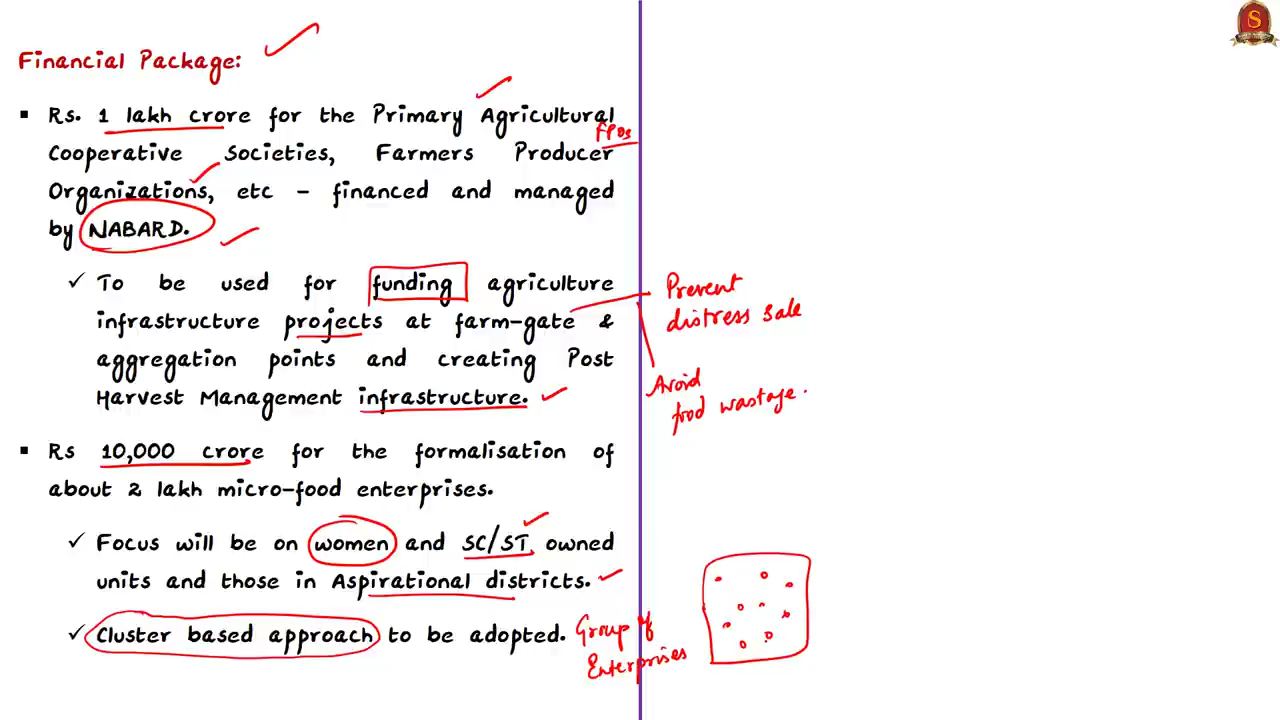 Financial Package:
▪ Rs. 1 lakh crore for the Primary Agricultural
FPOs
Cooperative Societies, Farmers Producer
Organizations, etc – financed and managed
by NABARD.
✓ To be used for funding agriculture
infrastructure projects at farm-gate &
aggregation points and creating Post
Harvest Management infrastructure.
Prevent
distress sale
Avoid
food wastage.
▪ Rs 10,000 crore for the formalisation of
about 2 lakh micro-food enterprises.
✓ Focus will be on women and SC/ST owned
units and those in Aspirational districts.
✓ Cluster based approach to be adopted.
Group of
Enterprises
S